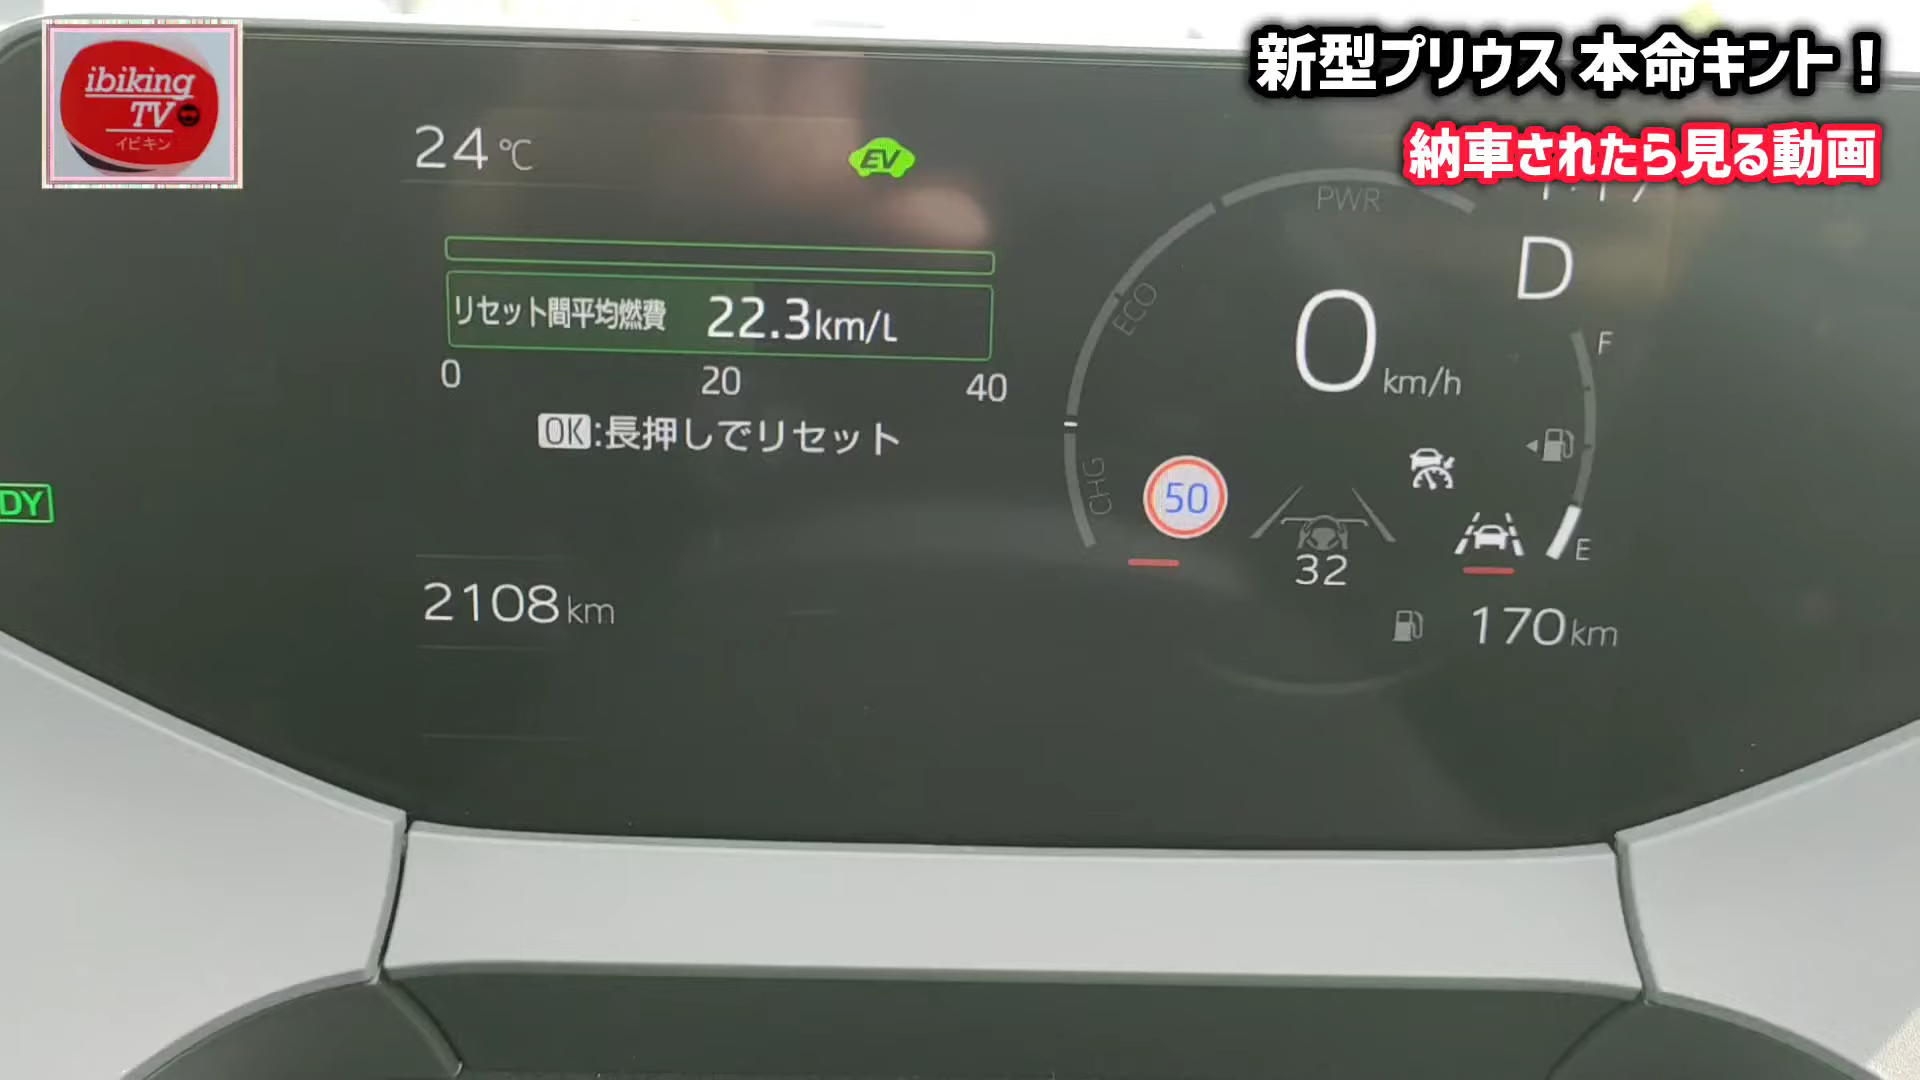 ibiking
TV
イビキン
新型プリウス 本命キント！
納車されたら見る動画
24℃
EV
PWR
D
リセット間平均燃費 22.3km/L
0 20 40
OK:長押しでリセット
ECO
0 km/h
F
CHG
50
DY
32
E
2108km
170km